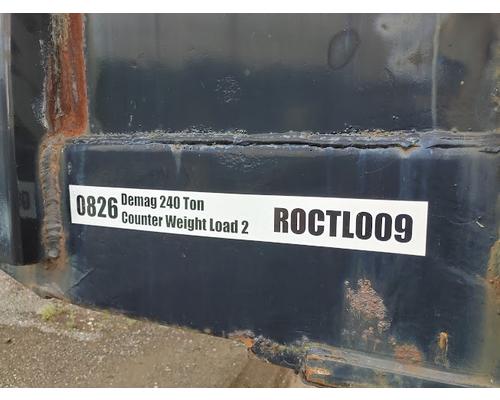 0826 Demag 240 Ton
Counter Weight Load 2
ROCTL009